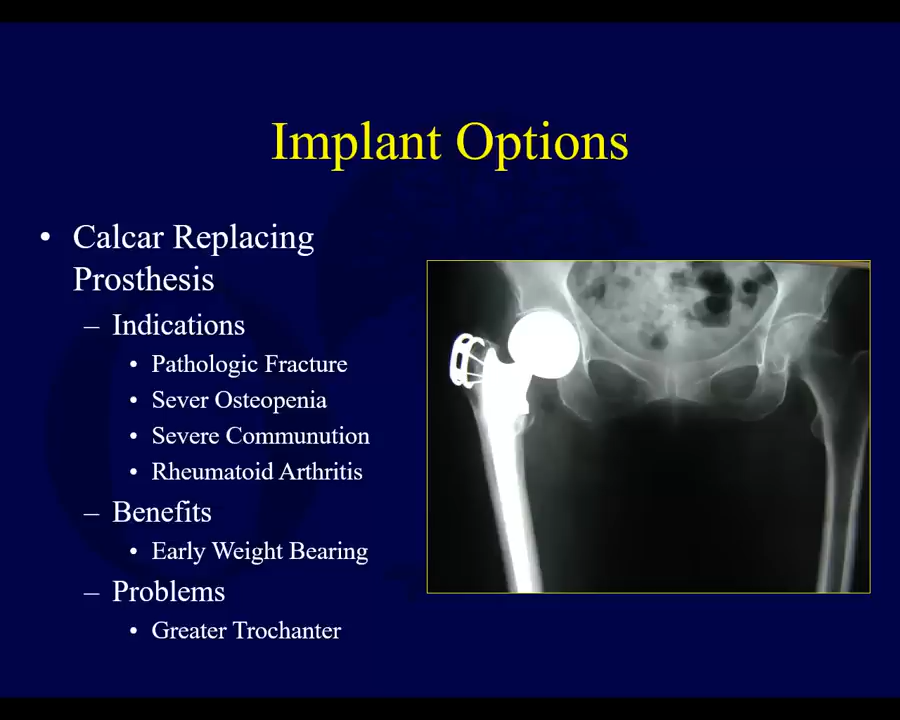 Implant Options
• Calcar Replacing
Prosthesis
– Indications
• Pathologic Fracture
• Sever Osteopenia
• Severe Communution
• Rheumatoid Arthritis
– Benefits
• Early Weight Bearing
– Problems
• Greater Trochanter